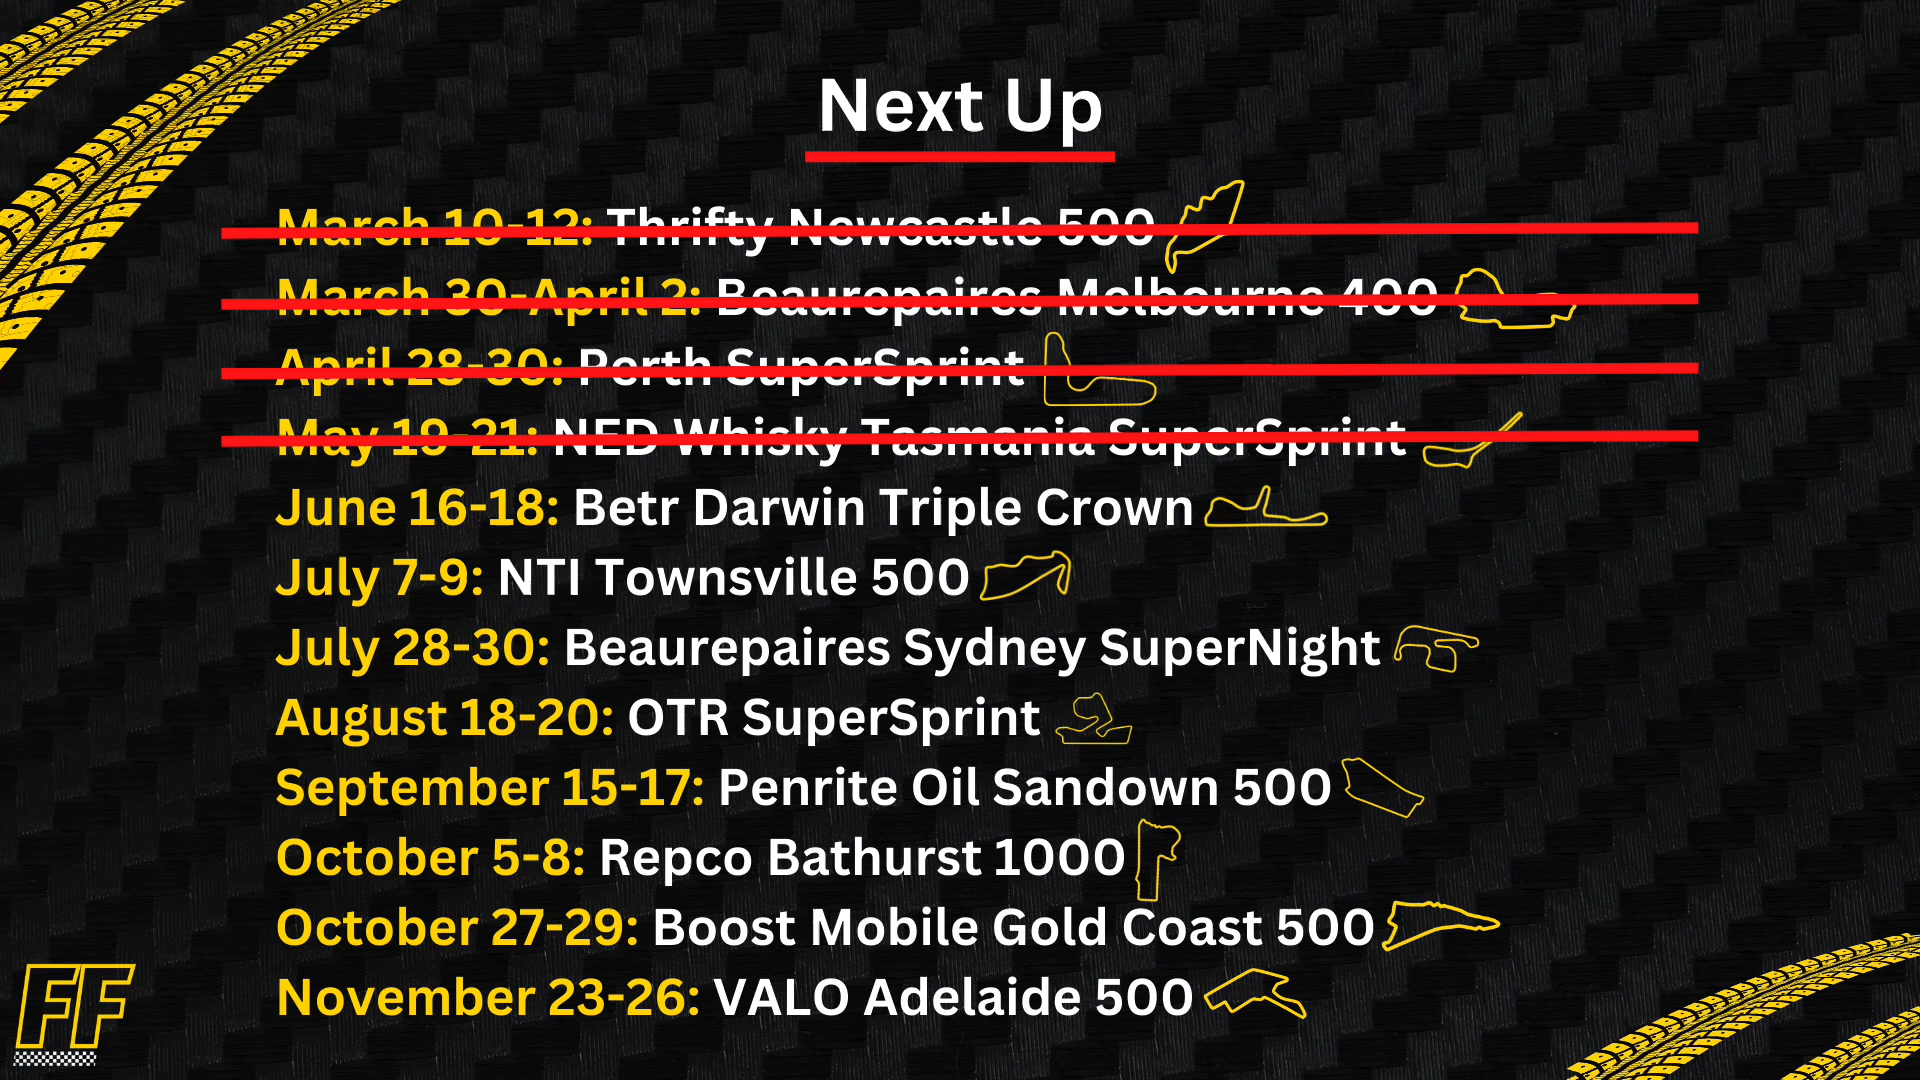 Next Up
March 10-12: Thrifty Newcastle 500
March 30-April 2: Beaurepaires Melbourne 400
April 28-30: Perth SuperSprint
May 19-21: NED Whisky Tasmania SuperSprint
June 16-18: Betr Darwin Triple Crown
July 7-9: NTI Townsville 500
July 28-30: Beaurepaires Sydney SuperNight
August 18-20: OTR SuperSprint
September 15-17: Penrite Oil Sandown 500
October 5-8: Repco Bathurst 1000
October 27-29: Boost Mobile Gold Coast 500
November 23-26: VALO Adelaide 500
FF